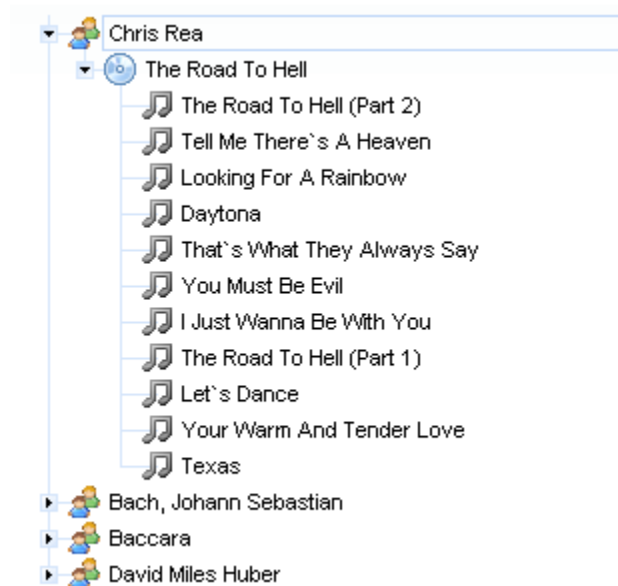 Chris Rea
The Road To Hell
The Road To Hell (Part 2)
Tell Me There`s A Heaven
Looking For A Rainbow
Daytona
That`s What They Always Say
You Must Be Evil
I Just Wanna Be With You
The Road To Hell (Part 1)
Let`s Dance
Your Warm And Tender Love
Texas
Bach, Johann Sebastian
Baccara
David Miles Huber